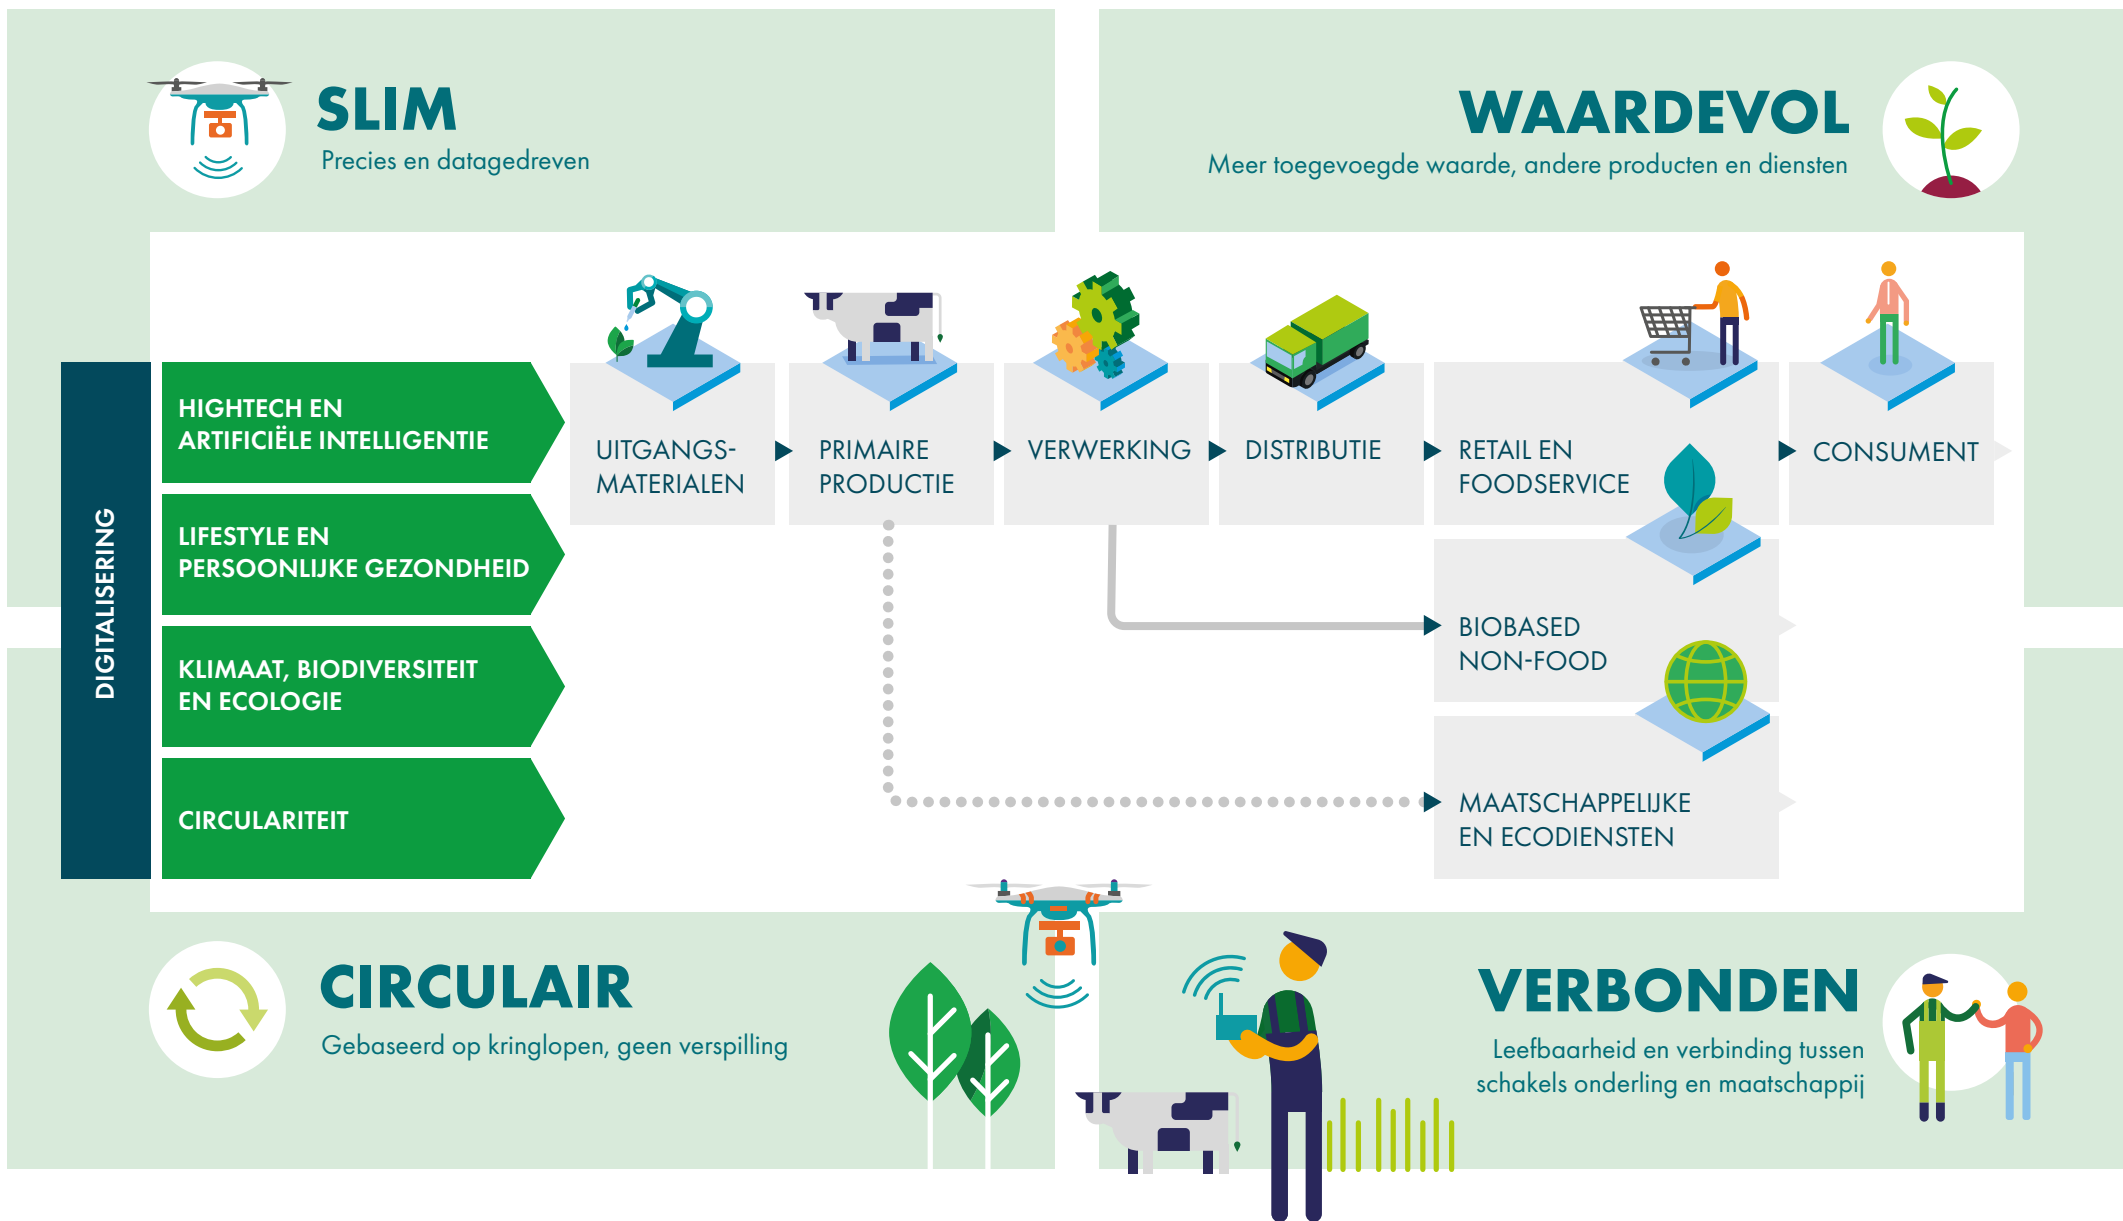 SLIM
Precies en datagedreven
WAARDEVOL
Meer toegevoegde waarde, andere producten en diensten
DIGITALISERING
HIGHTECH EN
ARTIFICIËLE INTELLIGENTIE
LIFESTYLE EN
PERSOONLIJKE GEZONDHEID
KLIMAAT, BIODIVERSITEIT
EN ECOLOGIE
CIRCULARITEIT
UITGANGS-
MATERIALEN
PRIMAIRE
PRODUCTIE
VERWERKING
DISTRIBUTIE
RETAIL EN
FOODSERVICE
CONSUMENT
BIOBASED
NON-FOOD
MAATSCHAPPELIJKE
EN ECODIENSTEN
CIRCULAIR
Gebaseerd op kringlopen, geen verspilling
VERBONDEN
Leefbaarheid en verbinding tussen
schakels onderling en maatschappij